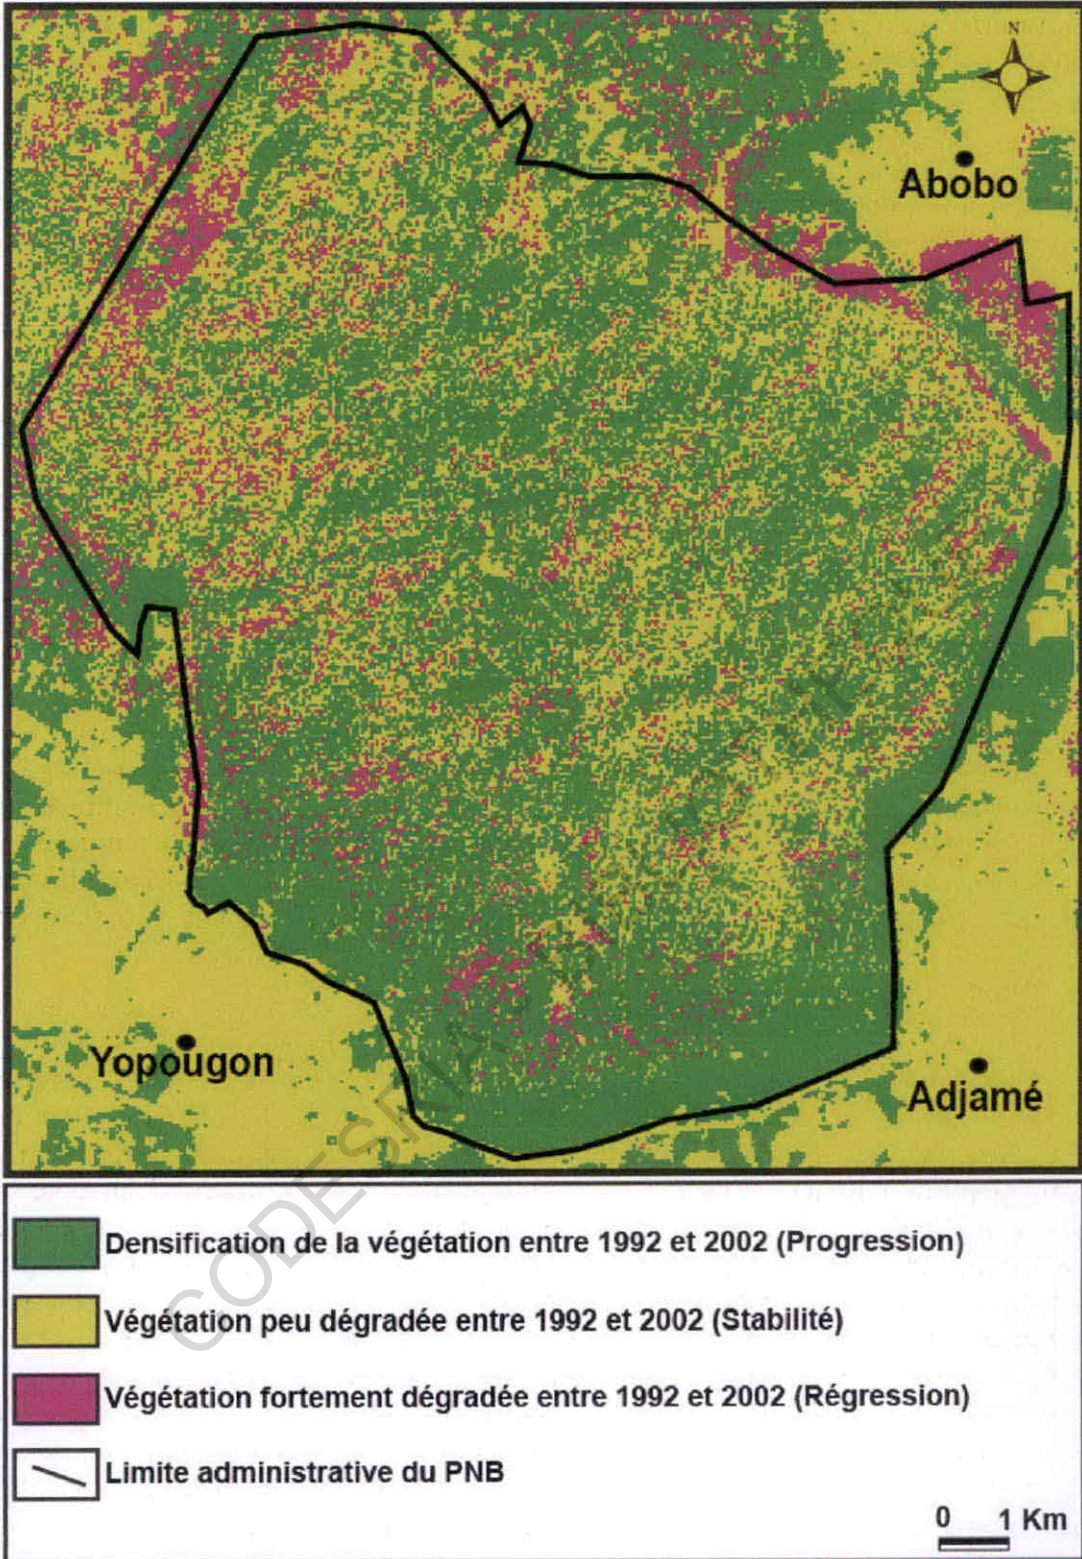 N
Abobo
Yopougon
Adjamé
Densification de la végétation entre 1992 et 2002 (Progression)
Végétation peu dégradée entre 1992 et 2002 (Stabilité)
Végétation fortement dégradée entre 1992 et 2002 (Régression)
Limite administrative du PNB
0 1 Km